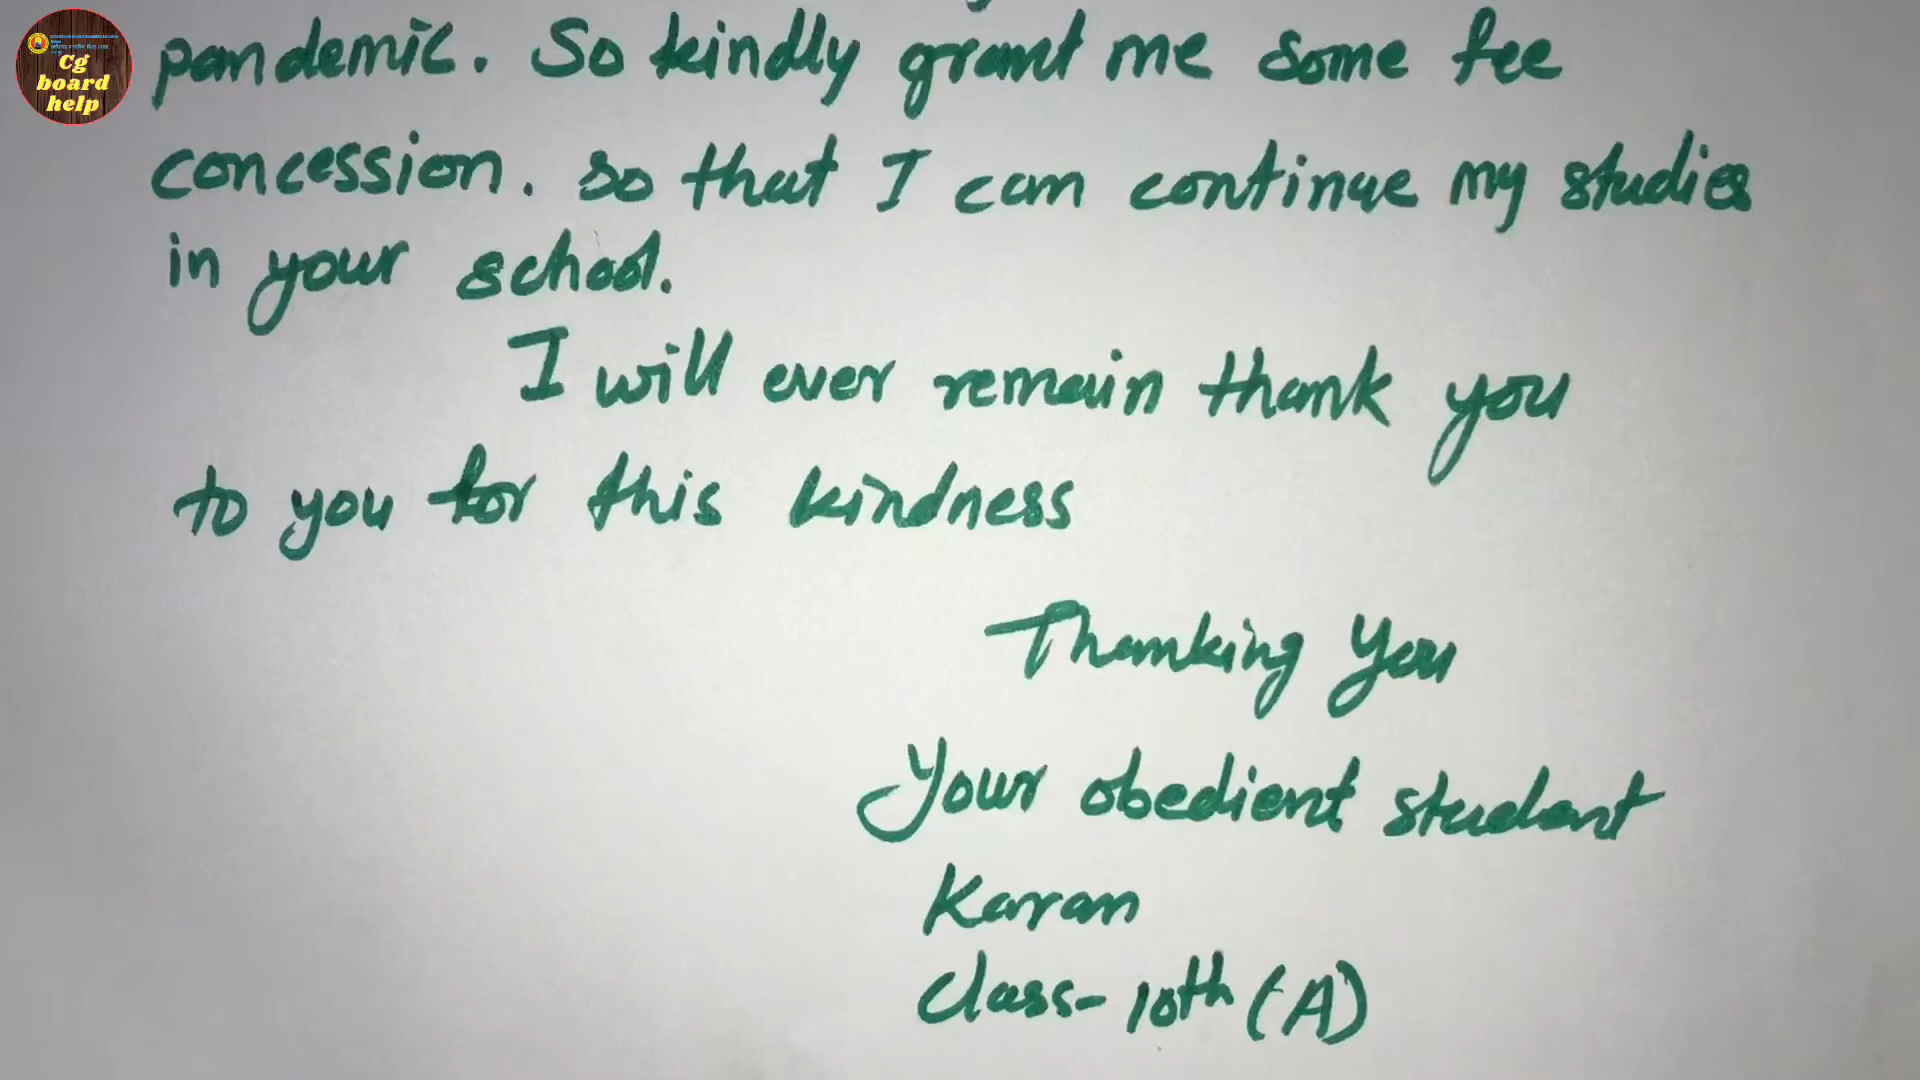 Cg
board
help
pandemic. So kindly grant me some fee
concession. so that I can continue my studies
in your school.
I will ever remain thank you
to you for this kindness
Thanking You
Your obedient student
Karan
Class- 10th (A)